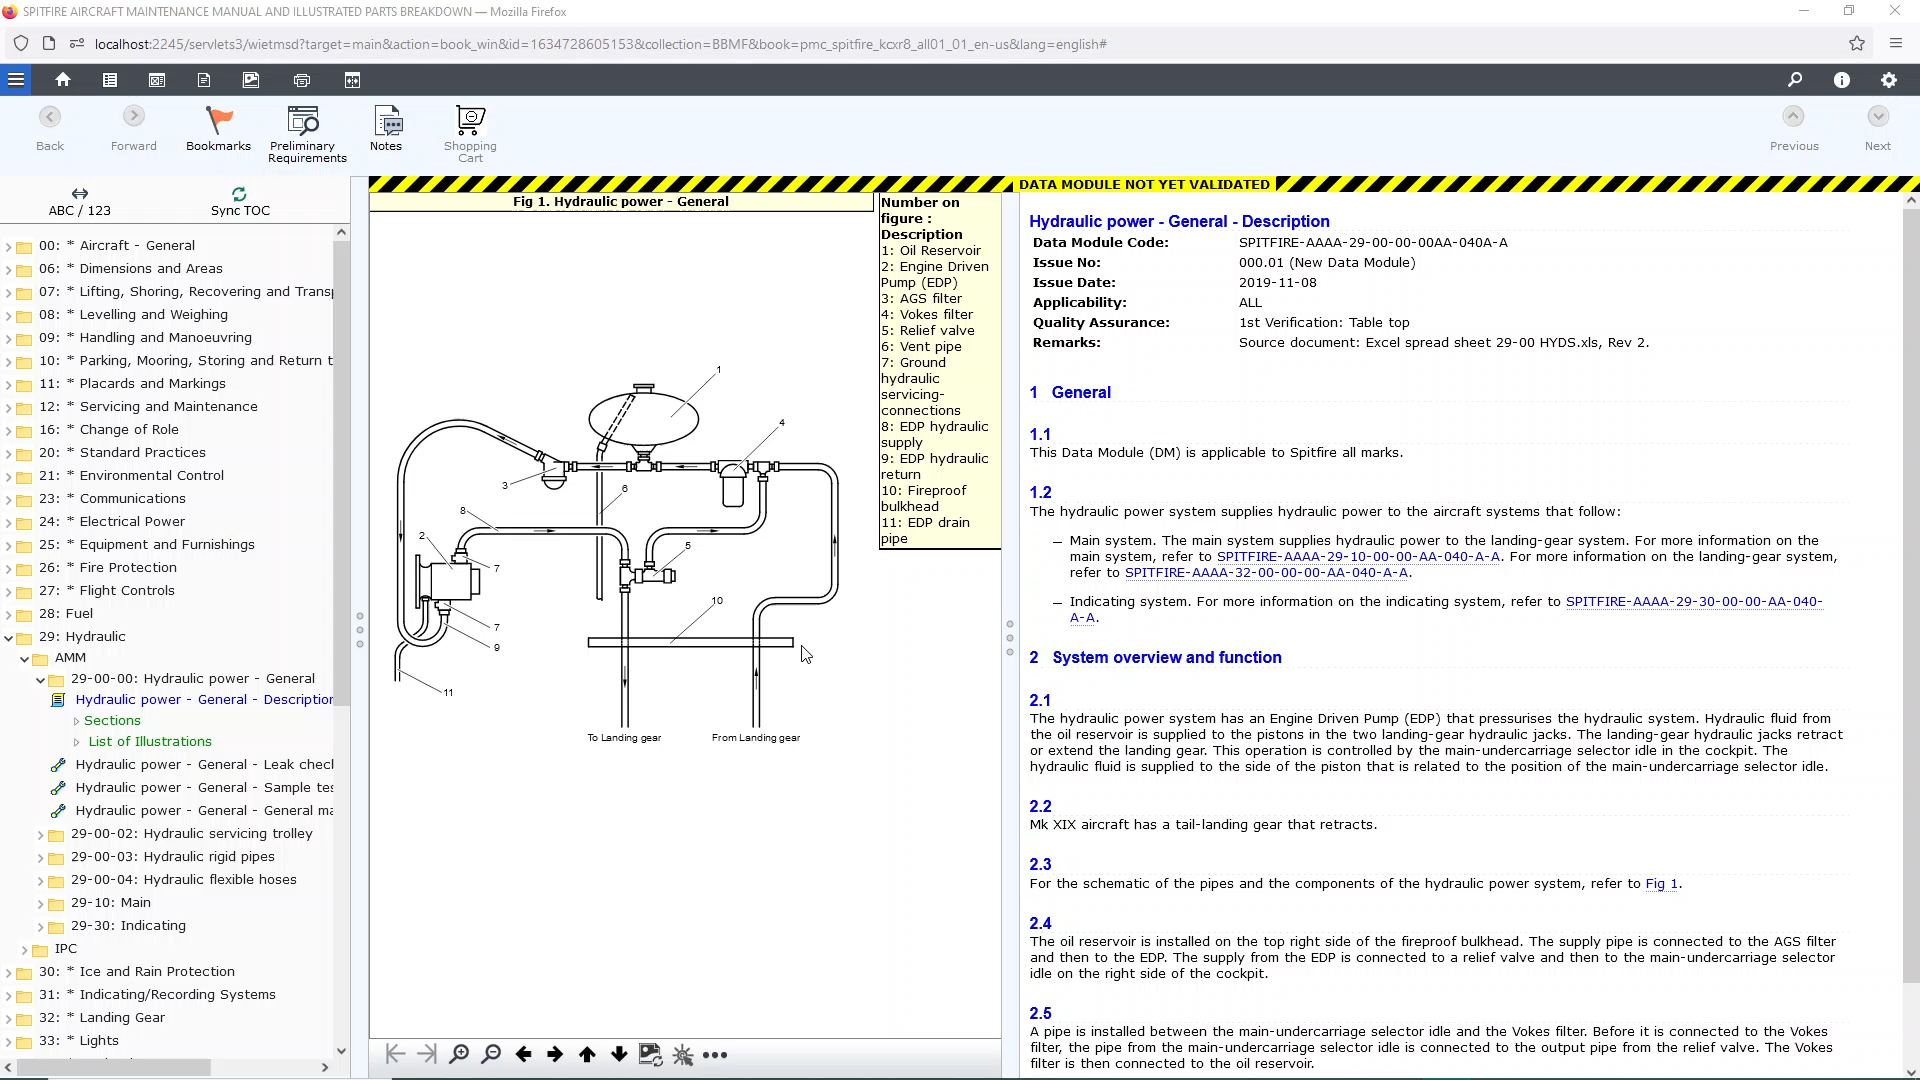 SPITFIRE AIRCRAFT MAINTENANCE MANUAL AND ILLUSTRATED PARTS BREAKDOWN — Mozilla Firefox
localhost:2245/servlets3/wietmsd?target=main&action=book_win&id=1634728605153&collection=BBMF&book=pmc_spitfire_kcxr8_all01_01_en-us&lang=english#
Back
Forward
Bookmarks
Preliminary
Requirements
Notes
Shopping
Cart
Previous
Next
ABC / 123
Sync TOC
00: * Aircraft - General
06: * Dimensions and Areas
07: * Lifting, Shoring, Recovering and Transp
08: * Levelling and Weighing
09: * Handling and Manoeuvring
10: * Parking, Mooring, Storing and Return t
11: * Placards and Markings
12: * Servicing and Maintenance
16: * Change of Role
20: * Standard Practices
21: * Environmental Control
23: * Communications
24: * Electrical Power
25: * Equipment and Furnishings
26: * Fire Protection
27: * Flight Controls
28: Fuel
29: Hydraulic
AMM
29-00-00: Hydraulic power - General
Hydraulic power - General - Description
Sections
List of Illustrations
Hydraulic power - General - Leak check
Hydraulic power - General - Sample tes
Hydraulic power - General - General ma
29-00-02: Hydraulic servicing trolley
29-00-03: Hydraulic rigid pipes
29-00-04: Hydraulic flexible hoses
29-10: Main
29-30: Indicating
IPC
30: * Ice and Rain Protection
31: * Indicating/Recording Systems
32: * Landing Gear
33: * Lights
DATA MODULE NOT YET VALIDATED
Fig 1. Hydraulic power - General
1
4
3
6
8
2
7
5
10
7
9
11
To Landing gear
From Landing gear
Number on
figure :
Description
1: Oil Reservoir
2: Engine Driven
Pump (EDP)
3: AGS filter
4: Vokes filter
5: Relief valve
6: Vent pipe
7: Ground
hydraulic
servicing-
connections
8: EDP hydraulic
supply
9: EDP hydraulic
return
10: Fireproof
bulkhead
11: EDP drain
pipe
Hydraulic power - General - Description
Data Module Code: SPITFIRE-AAAA-29-00-00-00AA-040A-A
Issue No: 000.01 (New Data Module)
Issue Date: 2019-11-08
Applicability: ALL
Quality Assurance: 1st Verification: Table top
Remarks: Source document: Excel spread sheet 29-00 HYDS.xls, Rev 2.
1 General
1.1
This Data Module (DM) is applicable to Spitfire all marks.
1.2
The hydraulic power system supplies hydraulic power to the aircraft systems that follow:
— Main system. The main system supplies hydraulic power to the landing-gear system. For more information on the
main system, refer to SPITFIRE-AAAA-29-10-00-00-AA-040-A-A. For more information on the landing-gear system,
refer to SPITFIRE-AAAA-32-00-00-00-AA-040-A-A.
— Indicating system. For more information on the indicating system, refer to SPITFIRE-AAAA-29-30-00-00-AA-040-
A-A.
2 System overview and function
2.1
The hydraulic power system has an Engine Driven Pump (EDP) that pressurises the hydraulic system. Hydraulic fluid from
the oil reservoir is supplied to the pistons in the two landing-gear hydraulic jacks. The landing-gear hydraulic jacks retract
or extend the landing gear. This operation is controlled by the main-undercarriage selector idle in the cockpit. The
hydraulic fluid is supplied to the side of the piston that is related to the position of the main-undercarriage selector idle.
2.2
Mk XIX aircraft has a tail-landing gear that retracts.
2.3
For the schematic of the pipes and the components of the hydraulic power system, refer to Fig 1.
2.4
The oil reservoir is installed on the top right side of the fireproof bulkhead. The supply pipe is connected to the AGS filter
and then to the EDP. The supply from the EDP is connected to a relief valve and then to the main-undercarriage selector
idle on the right side of the cockpit.
2.5
A pipe is installed between the main-undercarriage selector idle and the Vokes filter. Before it is connected to the Vokes
filter, the pipe from the main-undercarriage selector idle is connected to the output pipe from the relief valve. The Vokes
filter is then connected to the oil reservoir.